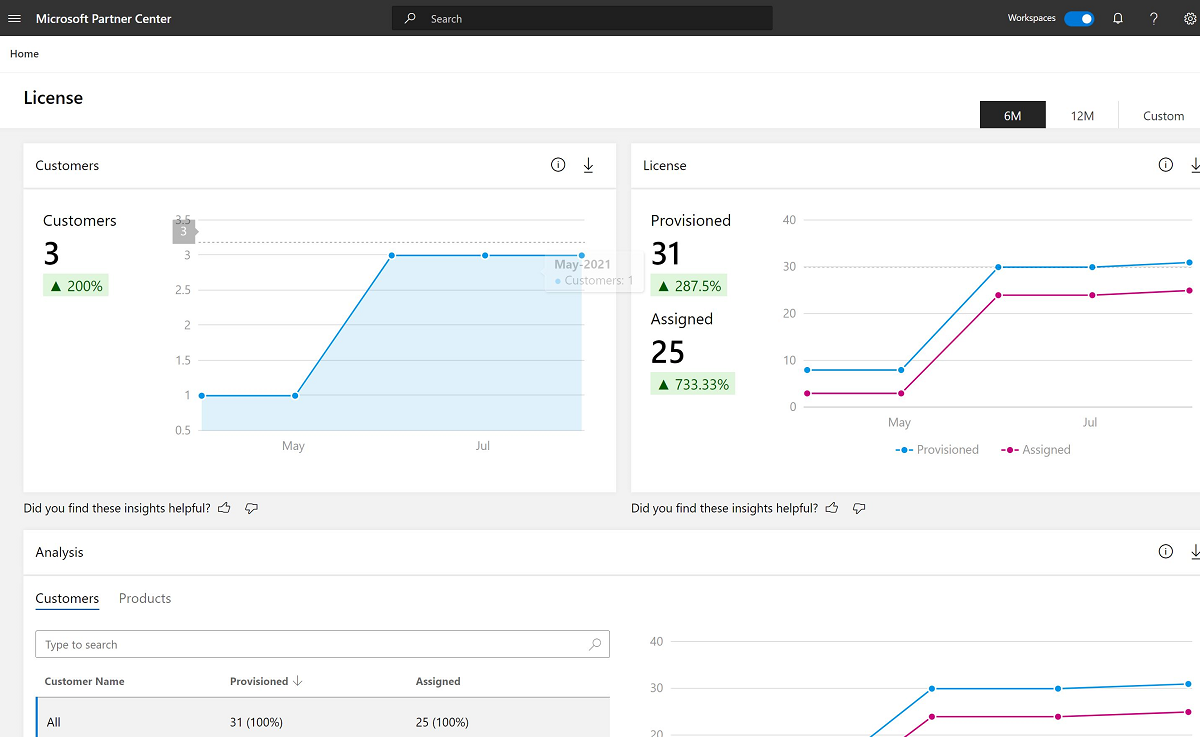 Microsoft Partner Center
Search
Workspaces
?
Home
License
6M
12M
Custom
Customers
Customers
3
▲ 200%
3.5
3
3
2.5
2
1.5
1
0.5
May
Jul
May-2021
Customers: 1
License
Provisioned
31
▲ 287.5%
Assigned
25
▲ 733.33%
40
30
20
10
0
May
Jul
Provisioned
Assigned
Did you find these insights helpful?
Did you find these insights helpful?
Analysis
Customers
Products
Type to search
Customer Name
Provisioned ↓
Assigned
All
31 (100%)
25 (100%)
40
30
20